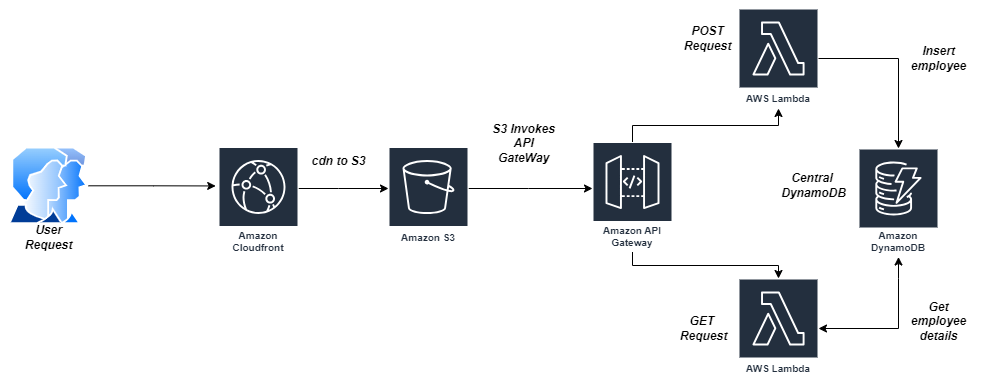 User
Request
Amazon
Cloudfront
cdn to S3
Amazon S3
S3 Invokes
API
GateWay
</>
Amazon API
Gateway
POST
Request
AWS Lambda
Insert
employee
Central
DynamoDB
Amazon
DynamoDB
GET
Request
AWS Lambda
Get
employee
details